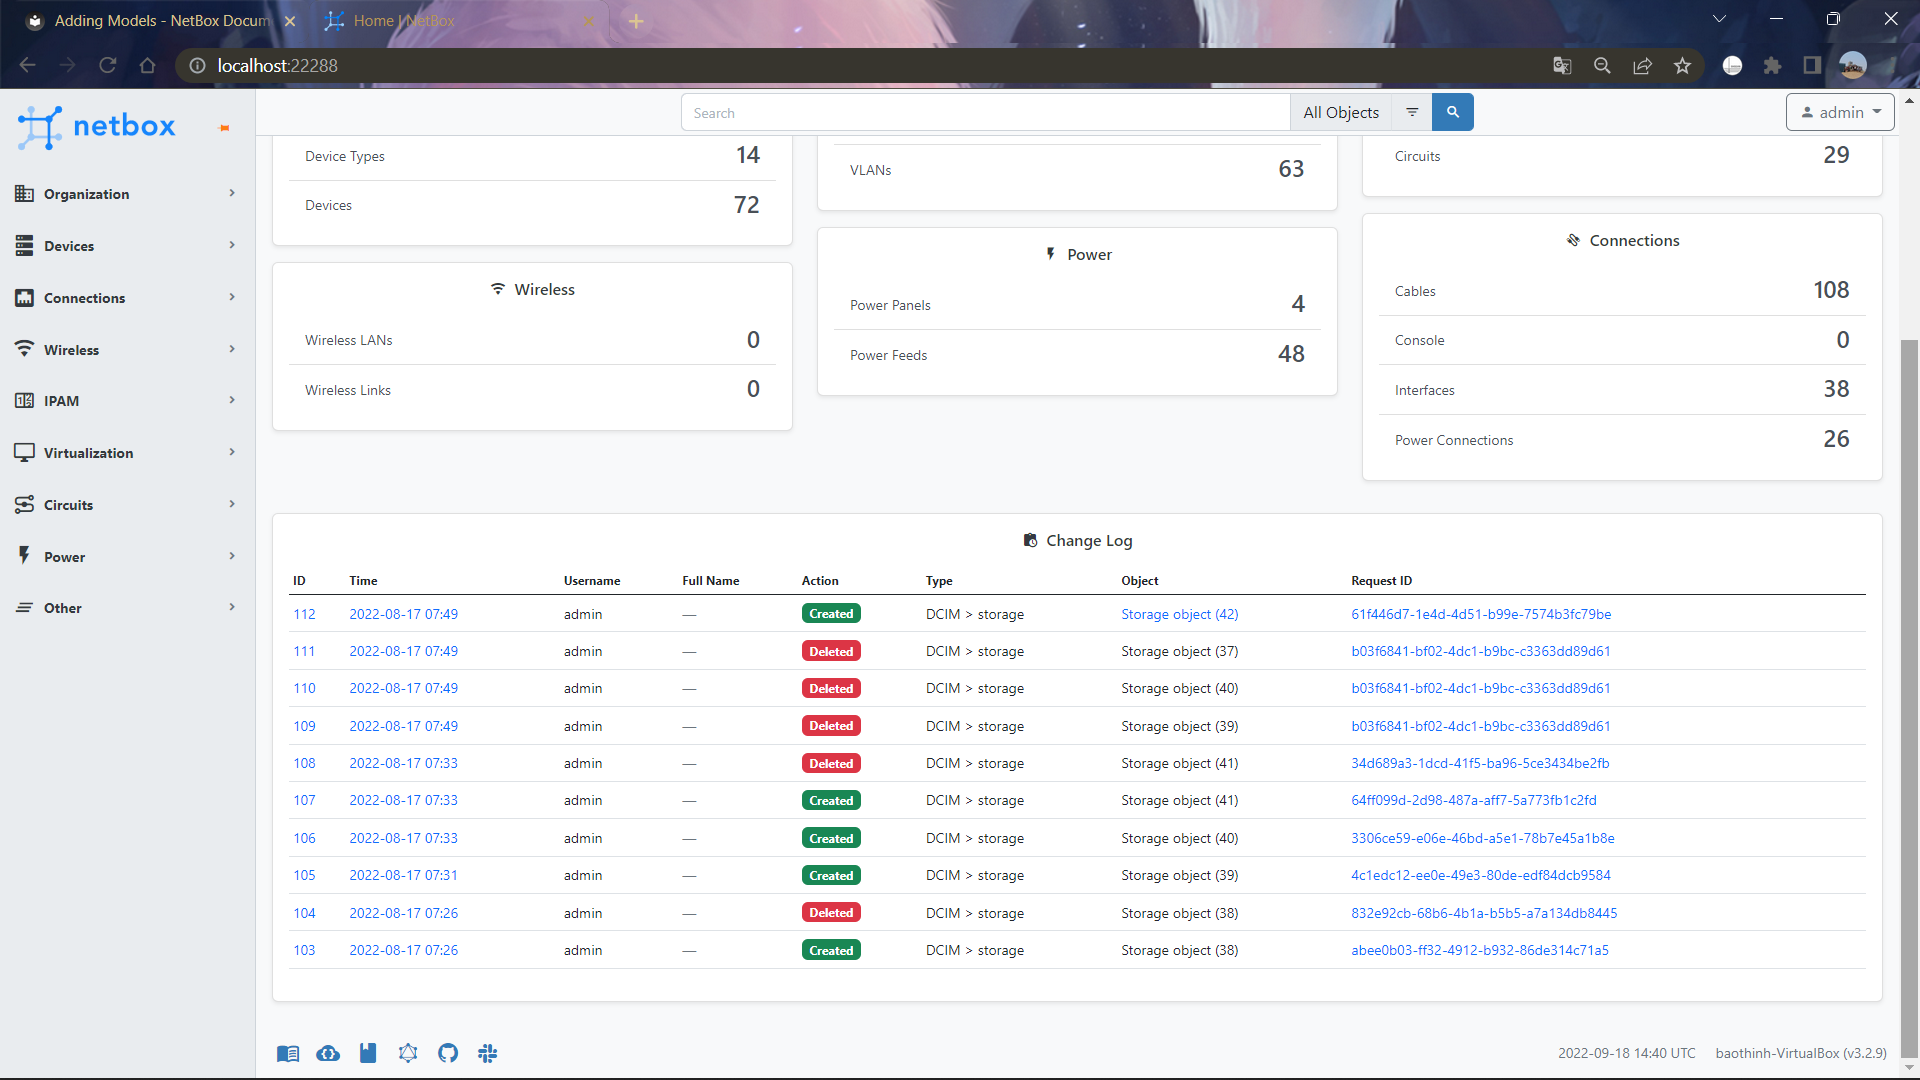 Adding Models - NetBox Docum
Home | NetBox
localhost:22288
netbox
Search
All Objects
admin
Organization
Devices
Connections
Wireless
IPAM
Virtualization
Circuits
Power
Other
Device Types 14
Devices 72
Wireless
Wireless LANs 0
Wireless Links 0
VLANs 63
Power
Power Panels 4
Power Feeds 48
Circuits 29
Connections
Cables 108
Console 0
Interfaces 38
Power Connections 26
Change Log
ID Time Username Full Name Action Type Object Request ID
112 2022-08-17 07:49 admin — Created DCIM > storage Storage object (42) 61f446d7-1e4d-4d51-b99e-7574b3fc79be
111 2022-08-17 07:49 admin — Deleted DCIM > storage Storage object (37) b03f6841-bf02-4dc1-b9bc-c3363dd89d61
110 2022-08-17 07:49 admin — Deleted DCIM > storage Storage object (40) b03f6841-bf02-4dc1-b9bc-c3363dd89d61
109 2022-08-17 07:49 admin — Deleted DCIM > storage Storage object (39) b03f6841-bf02-4dc1-b9bc-c3363dd89d61
108 2022-08-17 07:33 admin — Deleted DCIM > storage Storage object (41) 34d689a3-1dcd-41f5-ba96-5ce3434be2fb
107 2022-08-17 07:33 admin — Created DCIM > storage Storage object (41) 64ff099d-2d98-487a-aff7-5a773fb1c2fd
106 2022-08-17 07:33 admin — Created DCIM > storage Storage object (40) 3306ce59-e06e-46bd-a5e1-78b7e45a1b8e
105 2022-08-17 07:31 admin — Created DCIM > storage Storage object (39) 4c1edc12-ee0e-49e3-80de-edf84dcb9584
104 2022-08-17 07:26 admin — Deleted DCIM > storage Storage object (38) 832e92cb-68b6-4b1a-b5b5-a7a134db8445
103 2022-08-17 07:26 admin — Created DCIM > storage Storage object (38) abee0b03-ff32-4912-b932-86de314c71a5
2022-09-18 14:40 UTC baothinh-VirtualBox (v3.2.9)